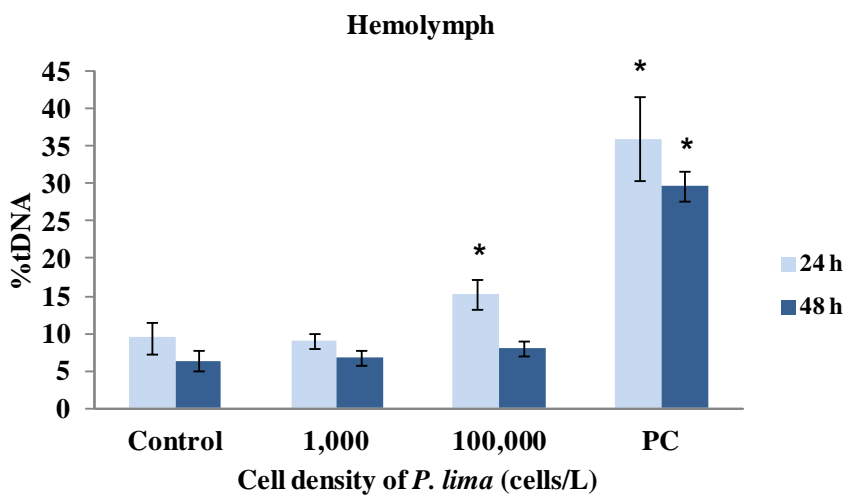 Hemolymph
%tDNA
45
40
35
30
25
20
15
10
5
0
*
*
*
24 h
48 h
Control 1,000 100,000 PC
Cell density of P. lima (cells/L)